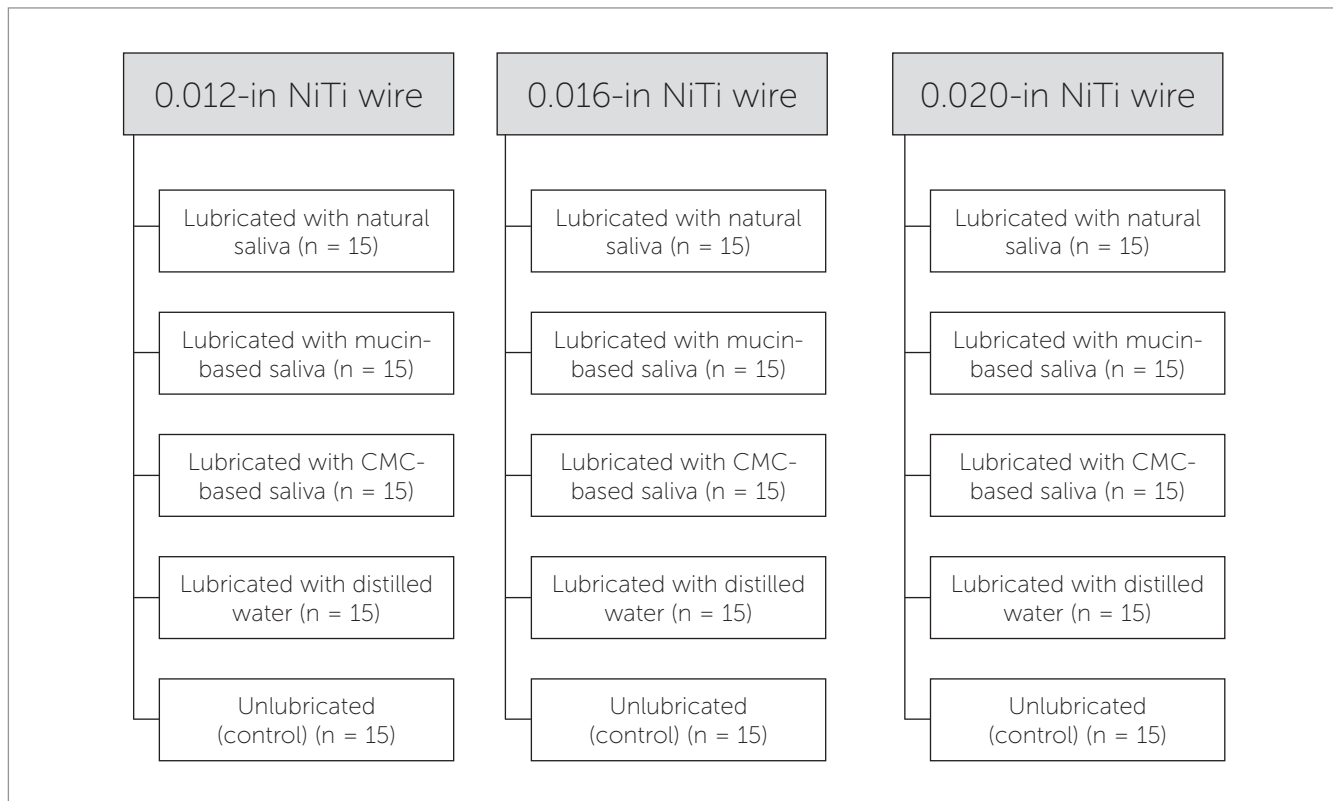 0.012-in NiTi wire
Lubricated with natural
saliva (n = 15)
Lubricated with mucin-
based saliva (n = 15)
Lubricated with CMC-
based saliva (n = 15)
Lubricated with distilled
water (n = 15)
Unlubricated
(control) (n = 15)
0.016-in NiTi wire
Lubricated with natural
saliva (n = 15)
Lubricated with mucin-
based saliva (n = 15)
Lubricated with CMC-
based saliva (n = 15)
Lubricated with distilled
water (n = 15)
Unlubricated
(control) (n = 15)
0.020-in NiTi wire
Lubricated with natural
saliva (n = 15)
Lubricated with mucin-
based saliva (n = 15)
Lubricated with CMC-
based saliva (n = 15)
Lubricated with distilled
water (n = 15)
Unlubricated
(control) (n = 15)